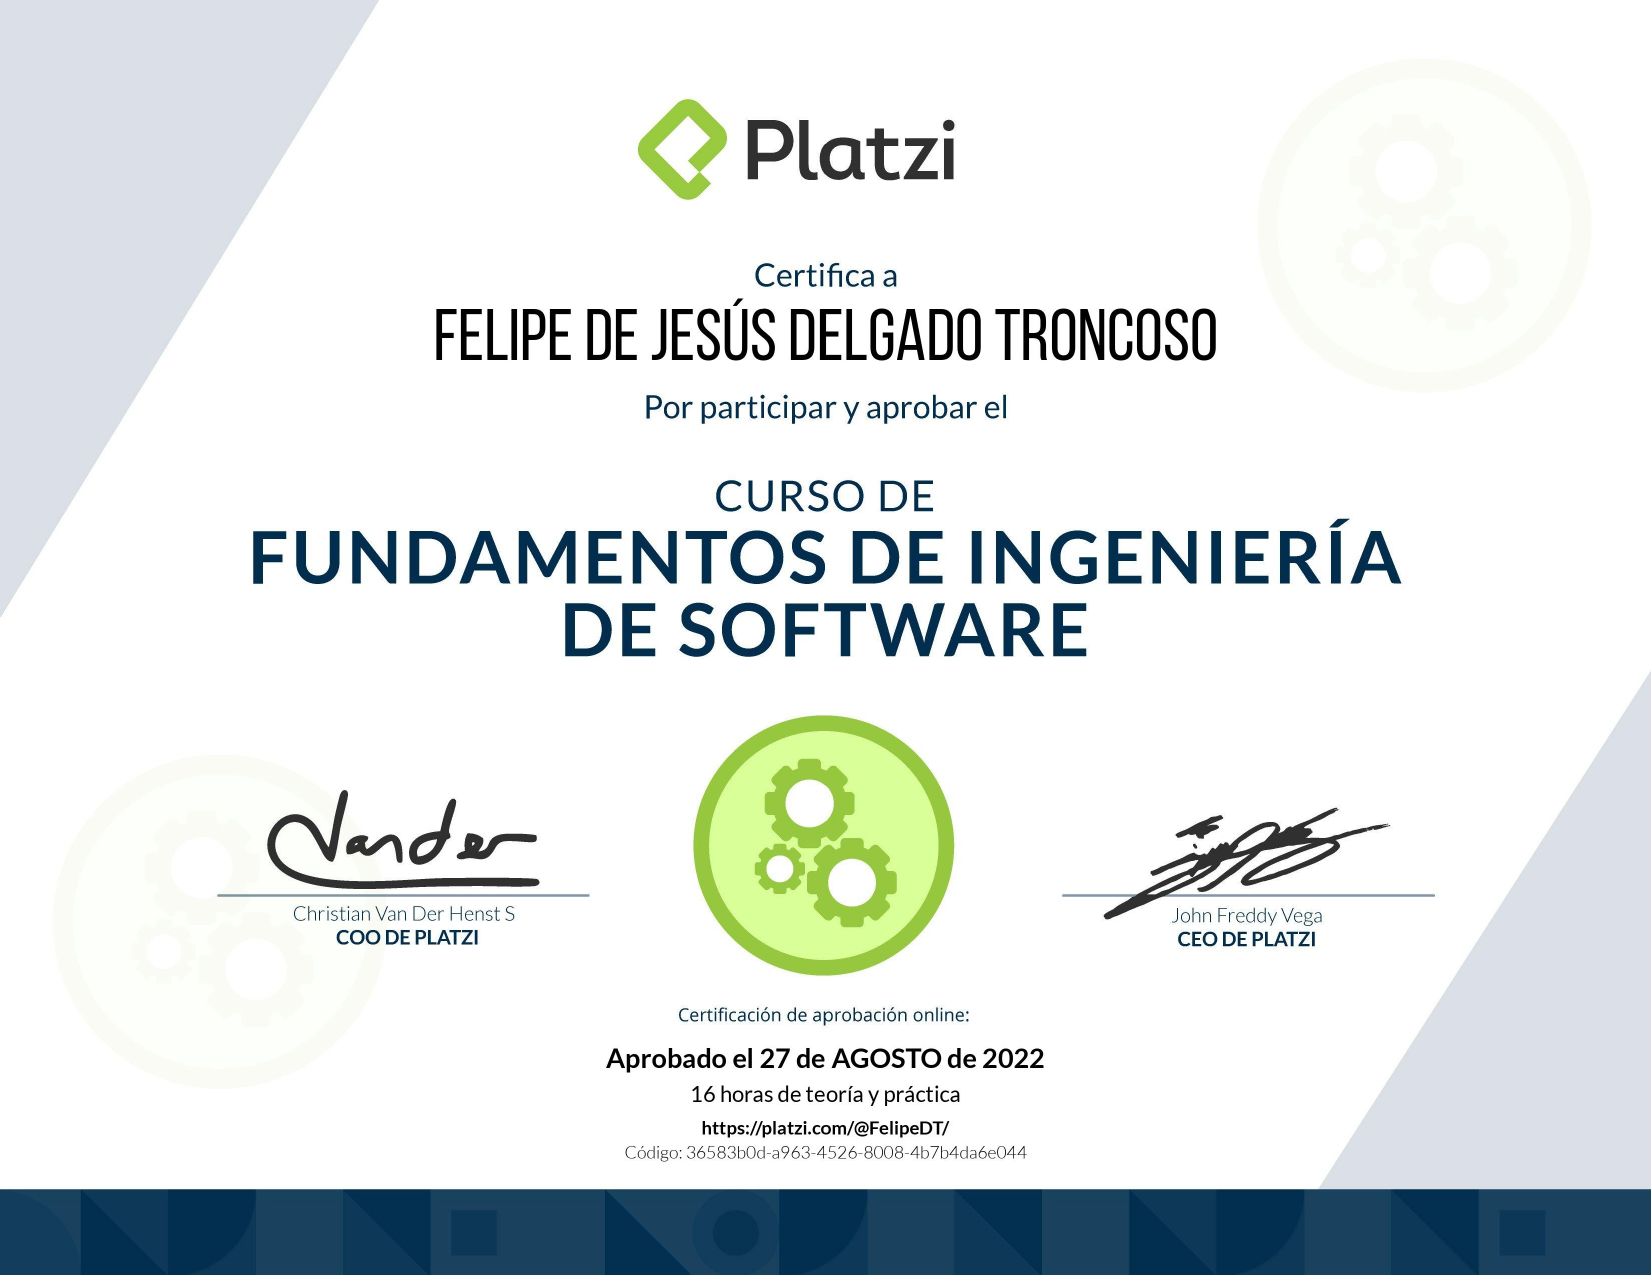 Platzi
Certifica a
FELIPE DE JESÚS DELGADO TRONCOSO
Por participar y aprobar el
CURSO DE
FUNDAMENTOS DE INGENIERÍA
DE SOFTWARE
Vander
Christian Van Der Henst S
COO DE PLATZI
John Freddy Vega
CEO DE PLATZI
Certificación de aprobación online:
Aprobado el 27 de AGOSTO de 2022
16 horas de teoría y práctica
https://platzi.com/@FelipeDT/
Código: 36583b0d-a963-4526-8008-4b7b4da6e044